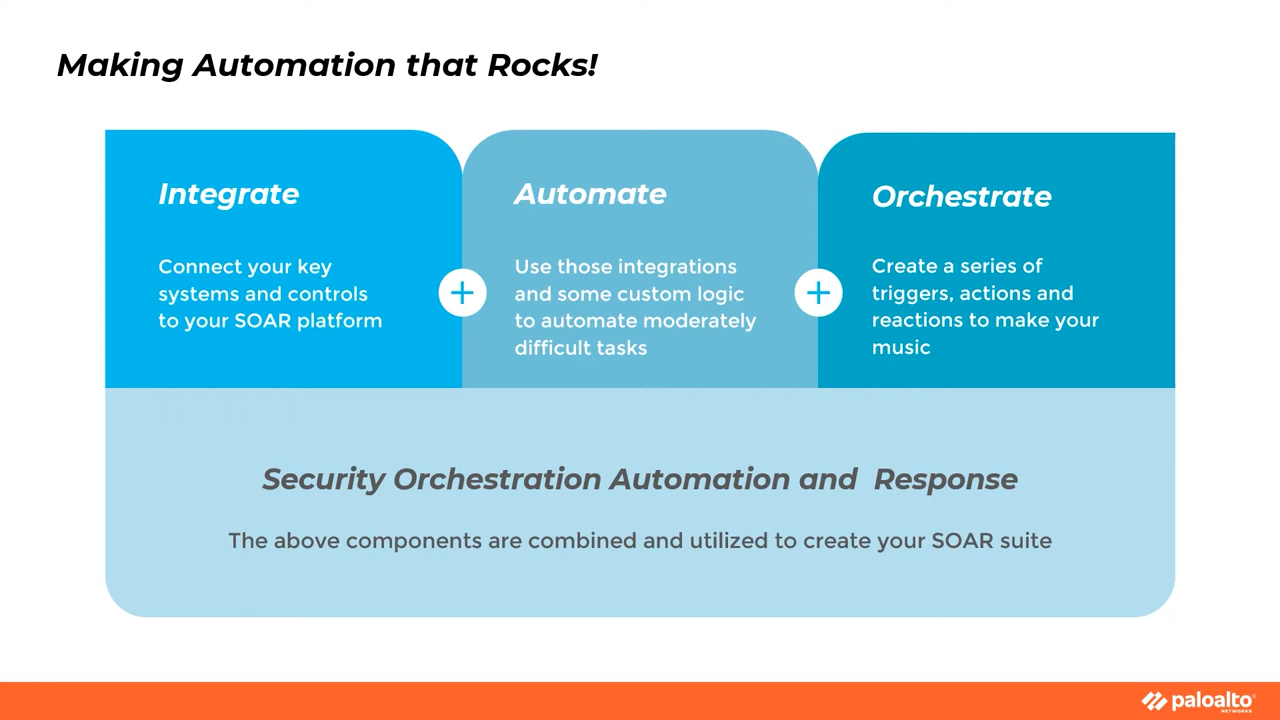 Making Automation that Rocks!
Integrate
Connect your key
systems and controls
to your SOAR platform
+
Automate
Use those integrations
and some custom logic
to automate moderately
difficult tasks
+
Orchestrate
Create a series of
triggers, actions and
reactions to make your
music
Security Orchestration Automation and  Response
The above components are combined and utilized to create your SOAR suite
paloalto
NETWORKS